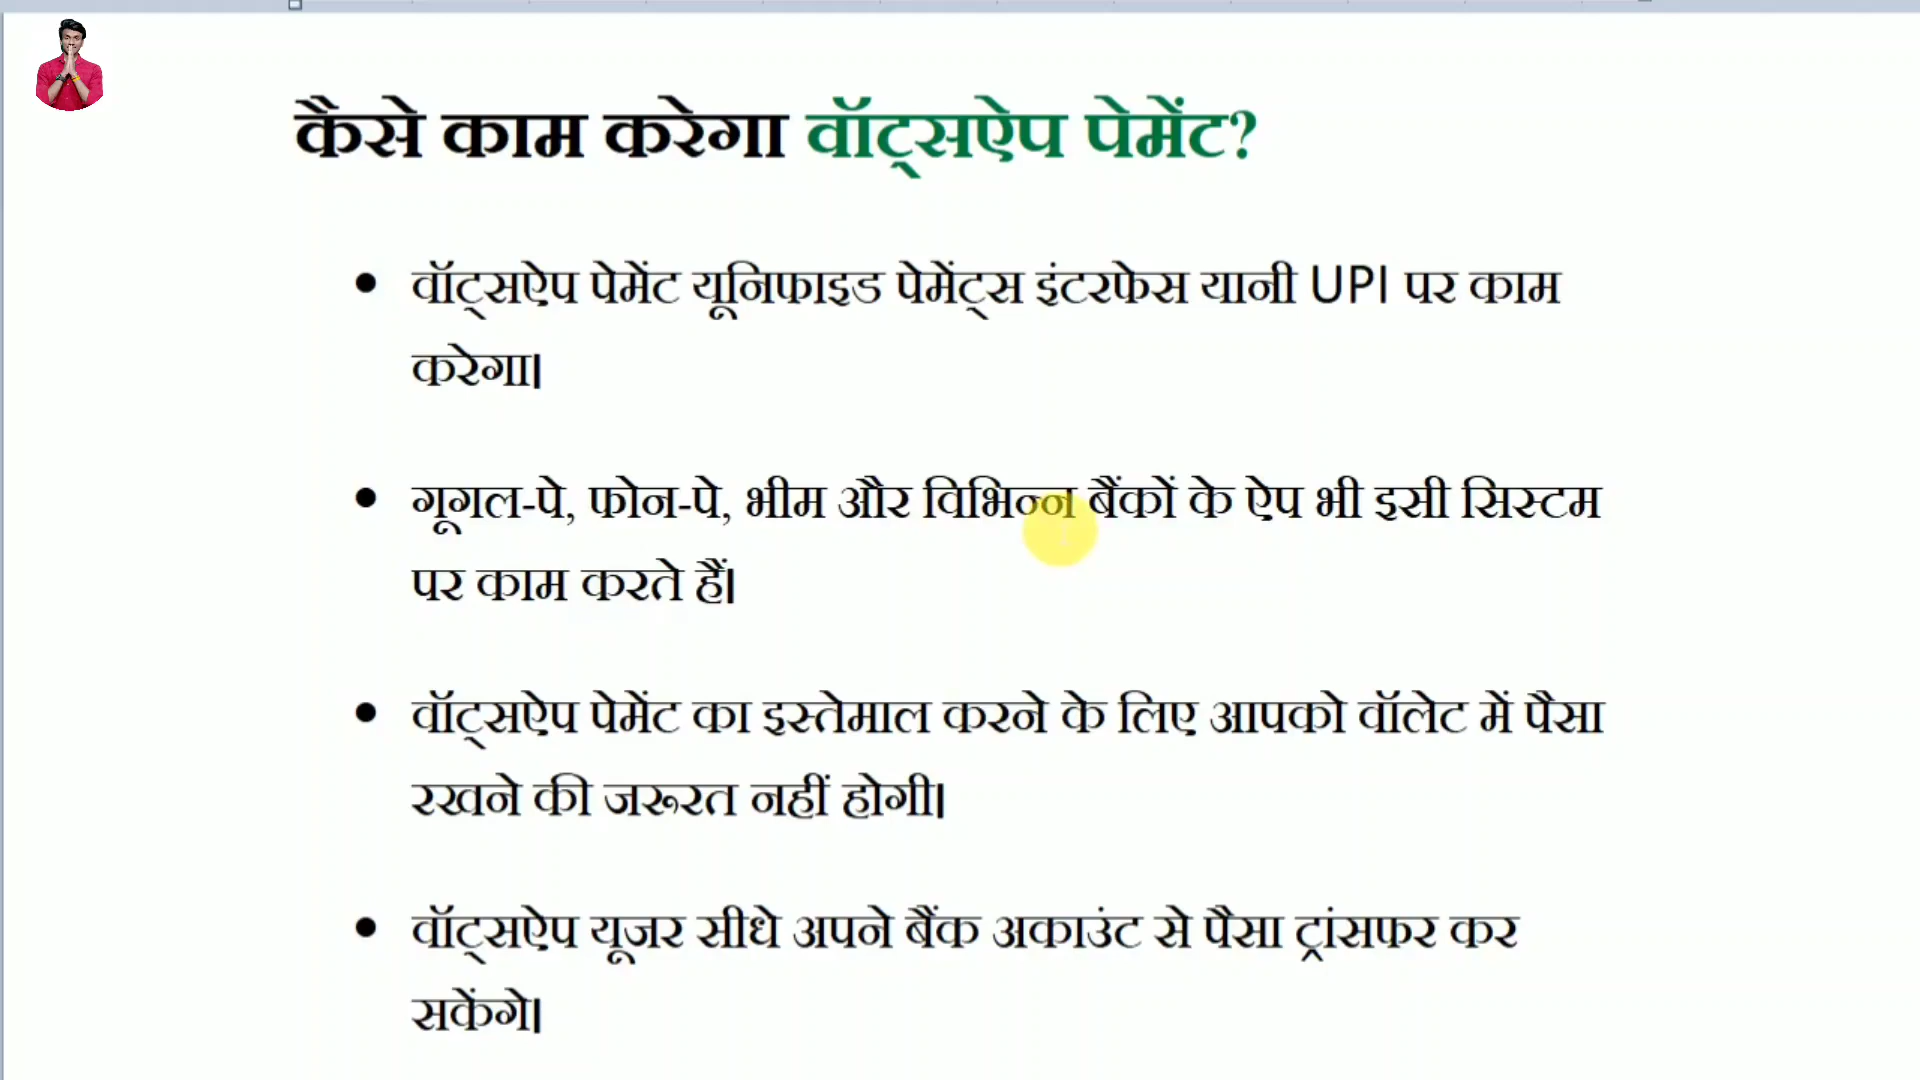 कैसे काम करेगा वॉट्सऐप पेमेंट?
• वॉट्सऐप पेमेंट यूनिफाइड पेमेंट्स इंटरफेस यानी UPI पर काम
करेगा।
• गूगल-पे, फोन-पे, भीम और विभिन्न बैंकों के ऐप भी इसी सिस्टम
पर काम करते हैं।
• वॉट्सऐप पेमेंट का इस्तेमाल करने के लिए आपको वॉलेट में पैसा
रखने की जरूरत नहीं होगी।
• वॉट्सऐप यूजर सीधे अपने बैंक अकाउंट से पैसा ट्रांसफर कर
सकेंगे।